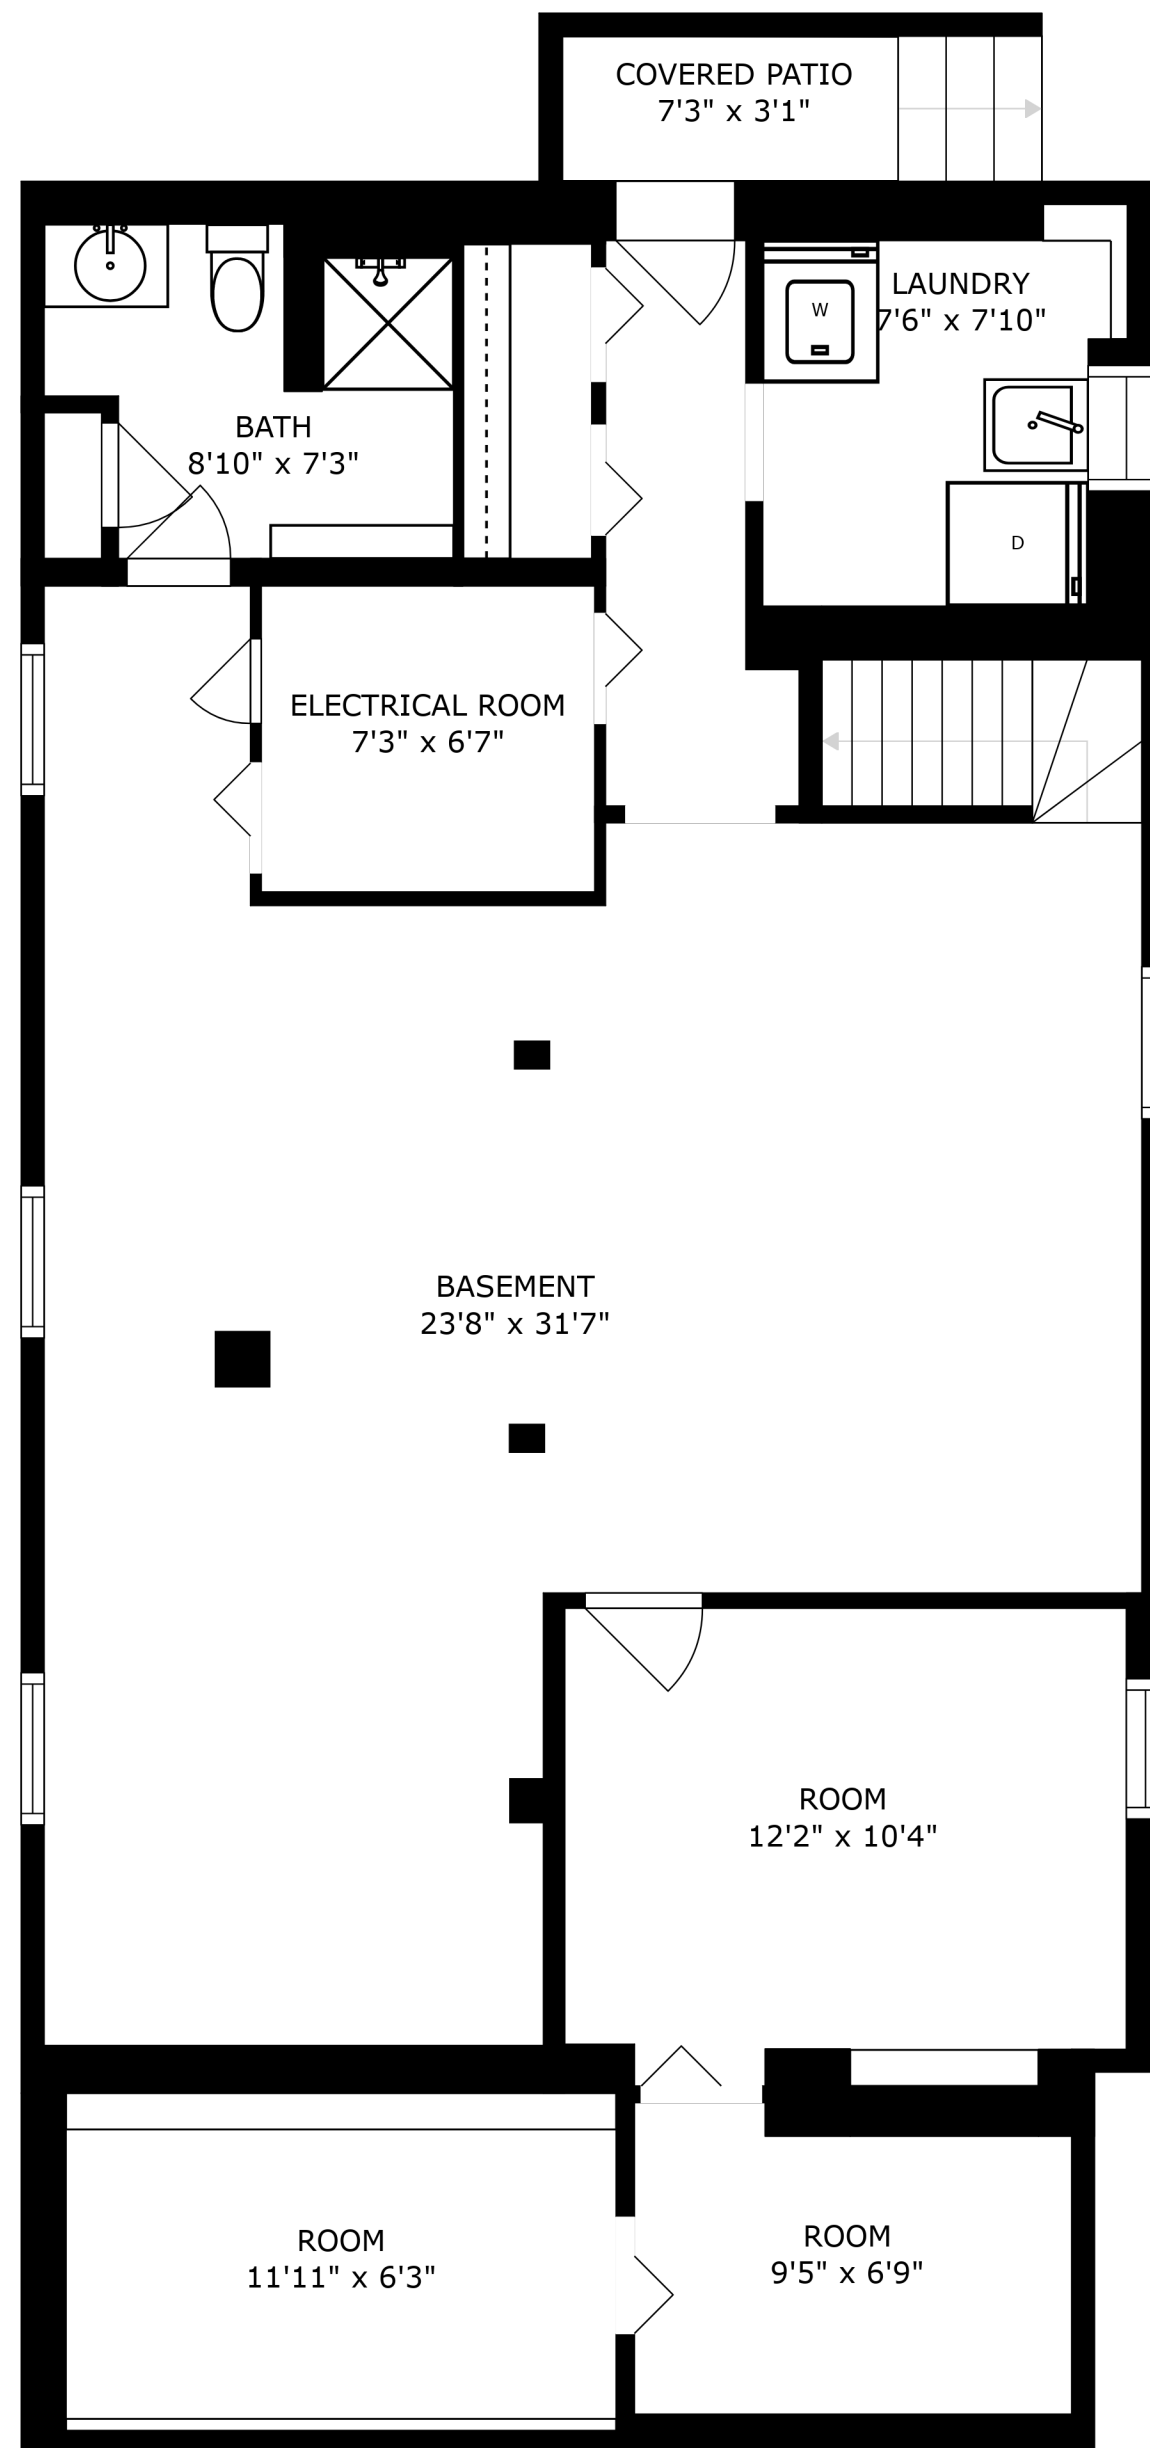 COVERED PATIO
7'3" x 3'1"
LAUNDRY
7'6" x 7'10"
W
BATH
8'10" x 7'3"
D
ELECTRICAL ROOM
7'3" x 6'7"
BASEMENT
23'8" x 31'7"
ROOM
12'2" x 10'4"
ROOM
11'11" x 6'3"
ROOM
9'5" x 6'9"